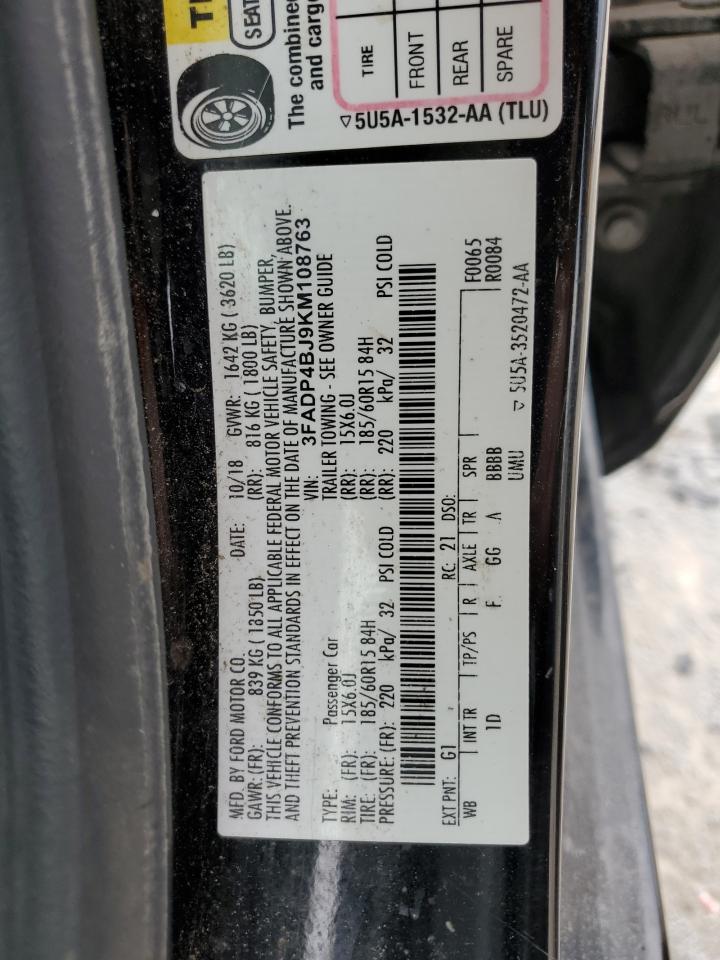 TI
SEAT
The combine
and cargo
TIRE
FRONT
REAR
SPARE
5U5A-1532-AA (TLU)
MFD. BY FORD MOTOR CO. DATE: 10/18 GVWR: 1642 KG ( 3620 LB)
GAWR: (FR): 839 KG ( 1850 LB) (RR): 816 KG ( 1800 LB)
THIS VEHICLE CONFORMS TO ALL APPLICABLE FEDERAL MOTOR VEHICLE SAFETY, BUMPER,
AND THEFT PREVENTION STANDARDS IN EFFECT ON THE DATE OF MANUFACTURE SHOWN ABOVE.
VIN: 3FADP4BJ9KM108763
TYPE: Passenger Car TRAILER TOWING - SEE OWNER GUIDE
RIM: (FR): 15X6.0J (RR): 15X6.0J
TIRE: (FR): 185/60R15 84H (RR): 185/60R15 84H
PRESSURE: (FR): 220 kPa/ 32 PSI COLD (RR): 220 kPa/ 32 PSI COLD
EXT PNT: G1 RC: 21 DSO: F0065
WB INT TR TP/PS R AXLE TR SPR R0084
1D F GG A BBBB
UMU 5U5A-3520472-AA